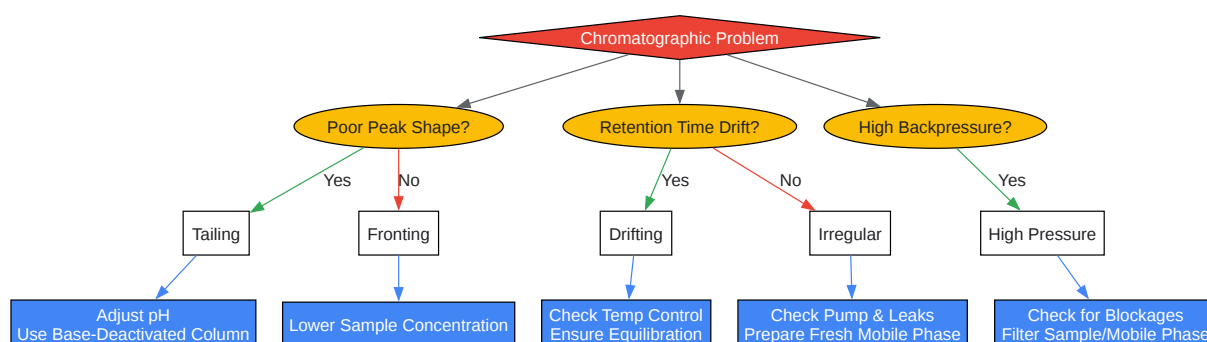 Chromatographic Problem
Poor Peak Shape?
Retention Time Drift?
High Backpressure?
Yes
No
Yes
No
Yes
Tailing
Fronting
Drifting
Irregular
High Pressure
Adjust pH
Use Base-Deactivated Column
Lower Sample Concentration
Check Temp Control
Ensure Equilibration
Check Pump & Leaks
Prepare Fresh Mobile Phase
Check for Blockages
Filter Sample/Mobile Phase